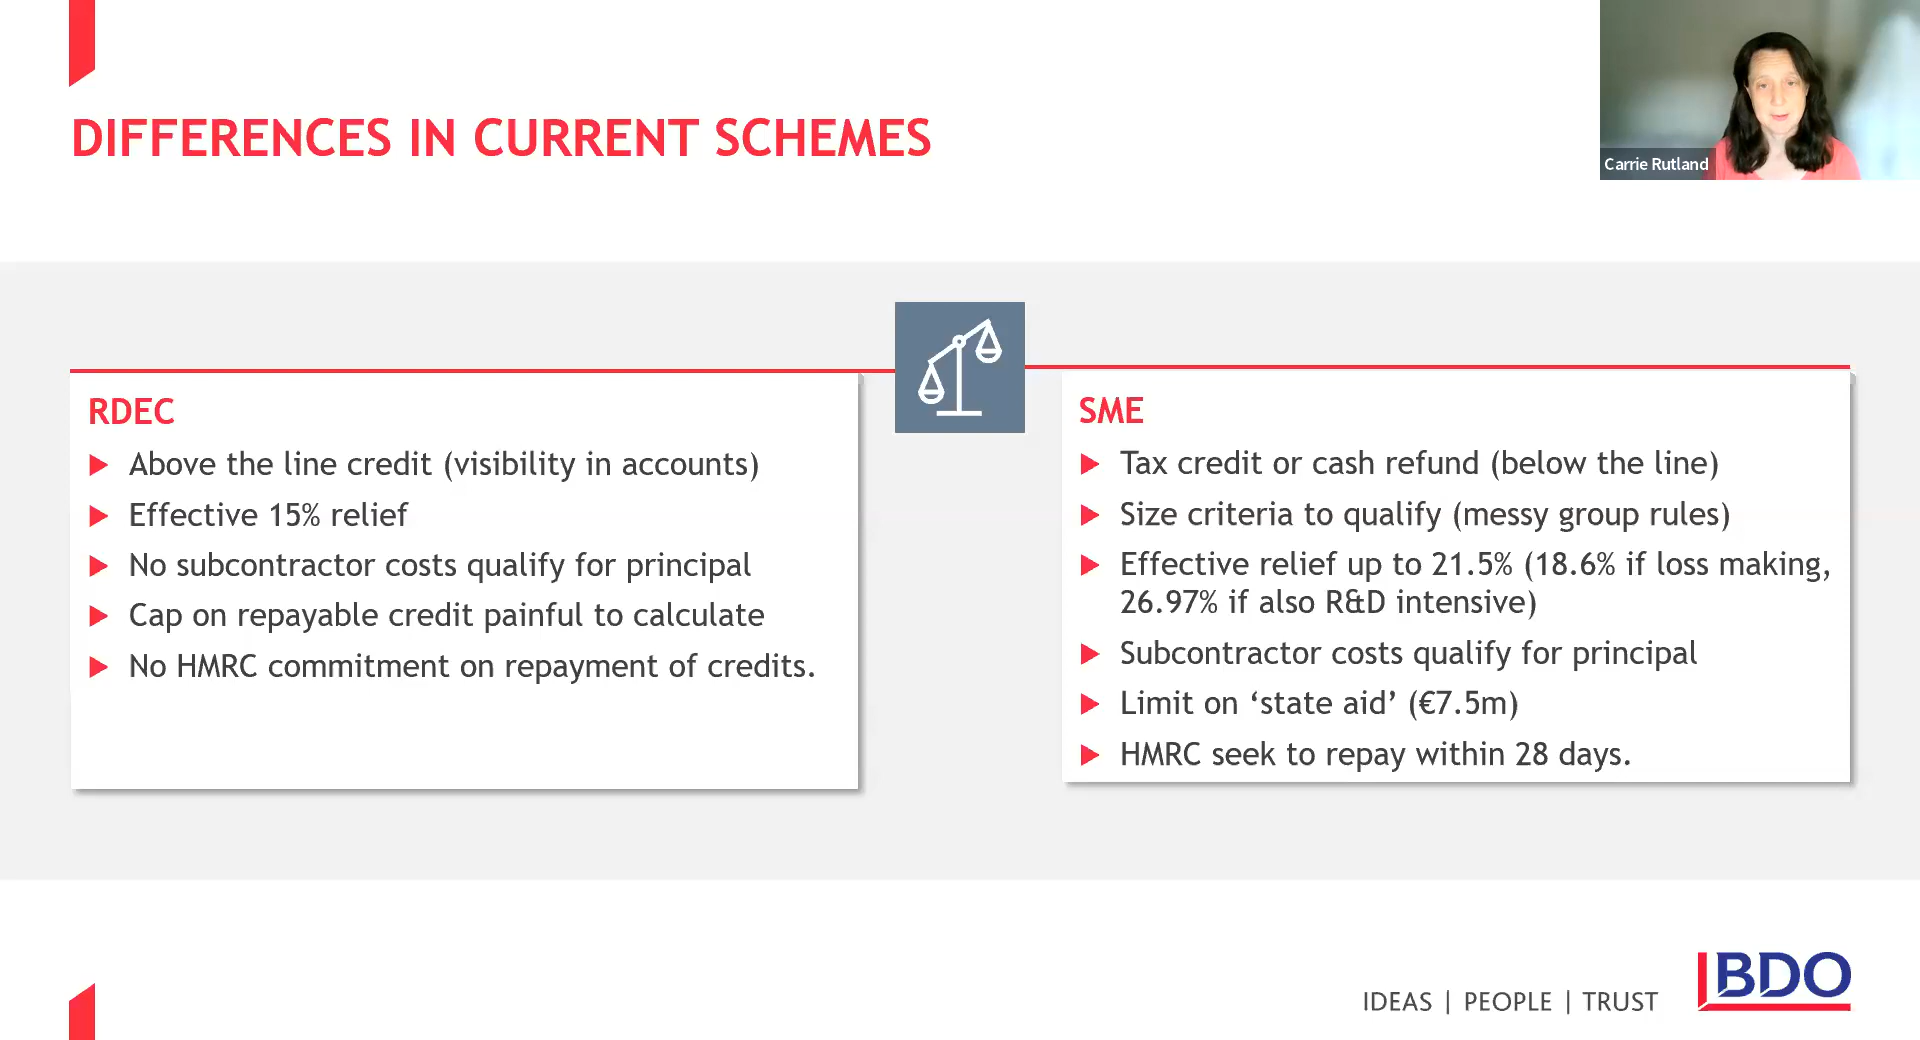 DIFFERENCES IN CURRENT SCHEMES
Carrie Rutland
RDEC
Above the line credit (visibility in accounts)
Effective 15% relief
No subcontractor costs qualify for principal
Cap on repayable credit painful to calculate
No HMRC commitment on repayment of credits.
SME
Tax credit or cash refund (below the line)
Size criteria to qualify (messy group rules)
Effective relief up to 21.5% (18.6% if loss making,
26.97% if also R&D intensive)
Subcontractor costs qualify for principal
Limit on ‘state aid’ (€7.5m)
HMRC seek to repay within 28 days.
IDEAS | PEOPLE | TRUST
BDO